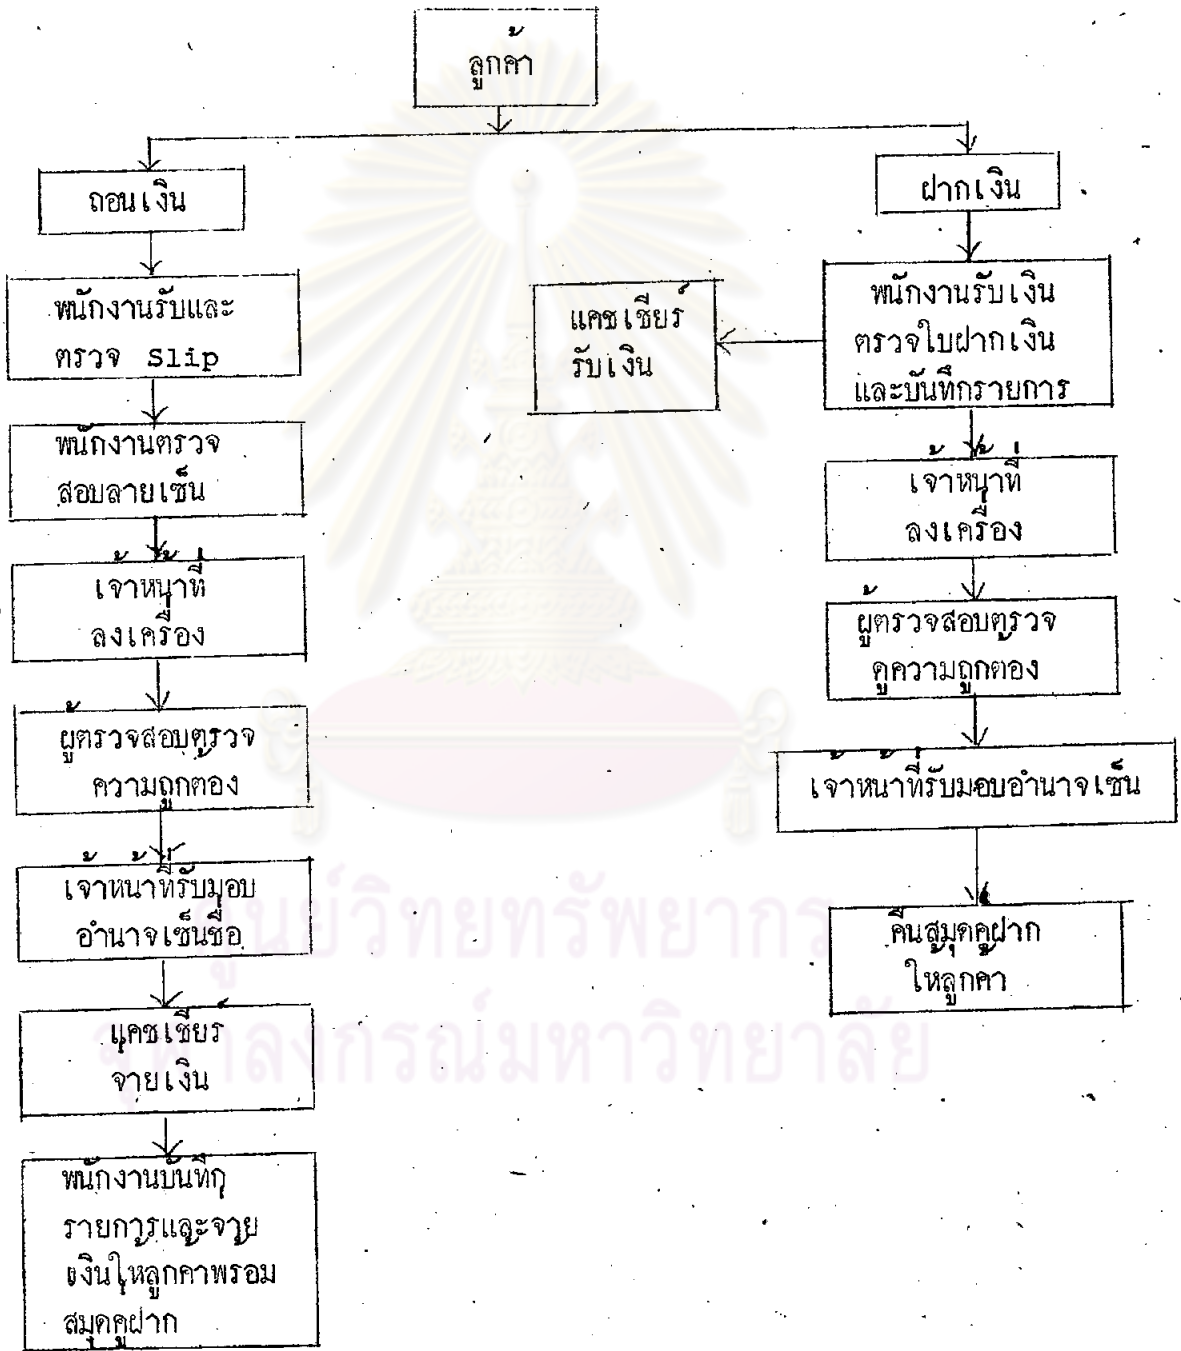 ลูกค้า
ถอนเงิน
พนักงานรับและ
ตรวจ Slip
พนักงานตรวจ
สอบลายเซ็น
เจ้าหน้าที่
ลงเครื่อง
ผู้ตรวจสอบตรวจ
ความถูกต้อง
เจ้าหน้าที่รับมอบ
อำนาจเซ็นชื่อ
แคชเชียร์
จ่ายเงิน
พนักงานบันทึก
รายการและจ่าย
เงินให้ลูกค้าพร้อม
สมุดคู่ฝาก
ฝากเงิน
พนักงานรับเงิน
ตรวจใบฝากเงิน
และบันทึกรายการ
แคชเชียร์
รับเงิน
เจ้าหน้าที่
ลงเครื่อง
ผู้ตรวจสอบตรวจ
ดูความถูกต้อง
เจ้าหน้าที่รับมอบอำนาจเซ็น
คืนสมุดคู่ฝาก
ให้ลูกค้า
ศูนย์วิทยทรัพยากร
จุฬาลงกรณ์มหาวิทยาลัย